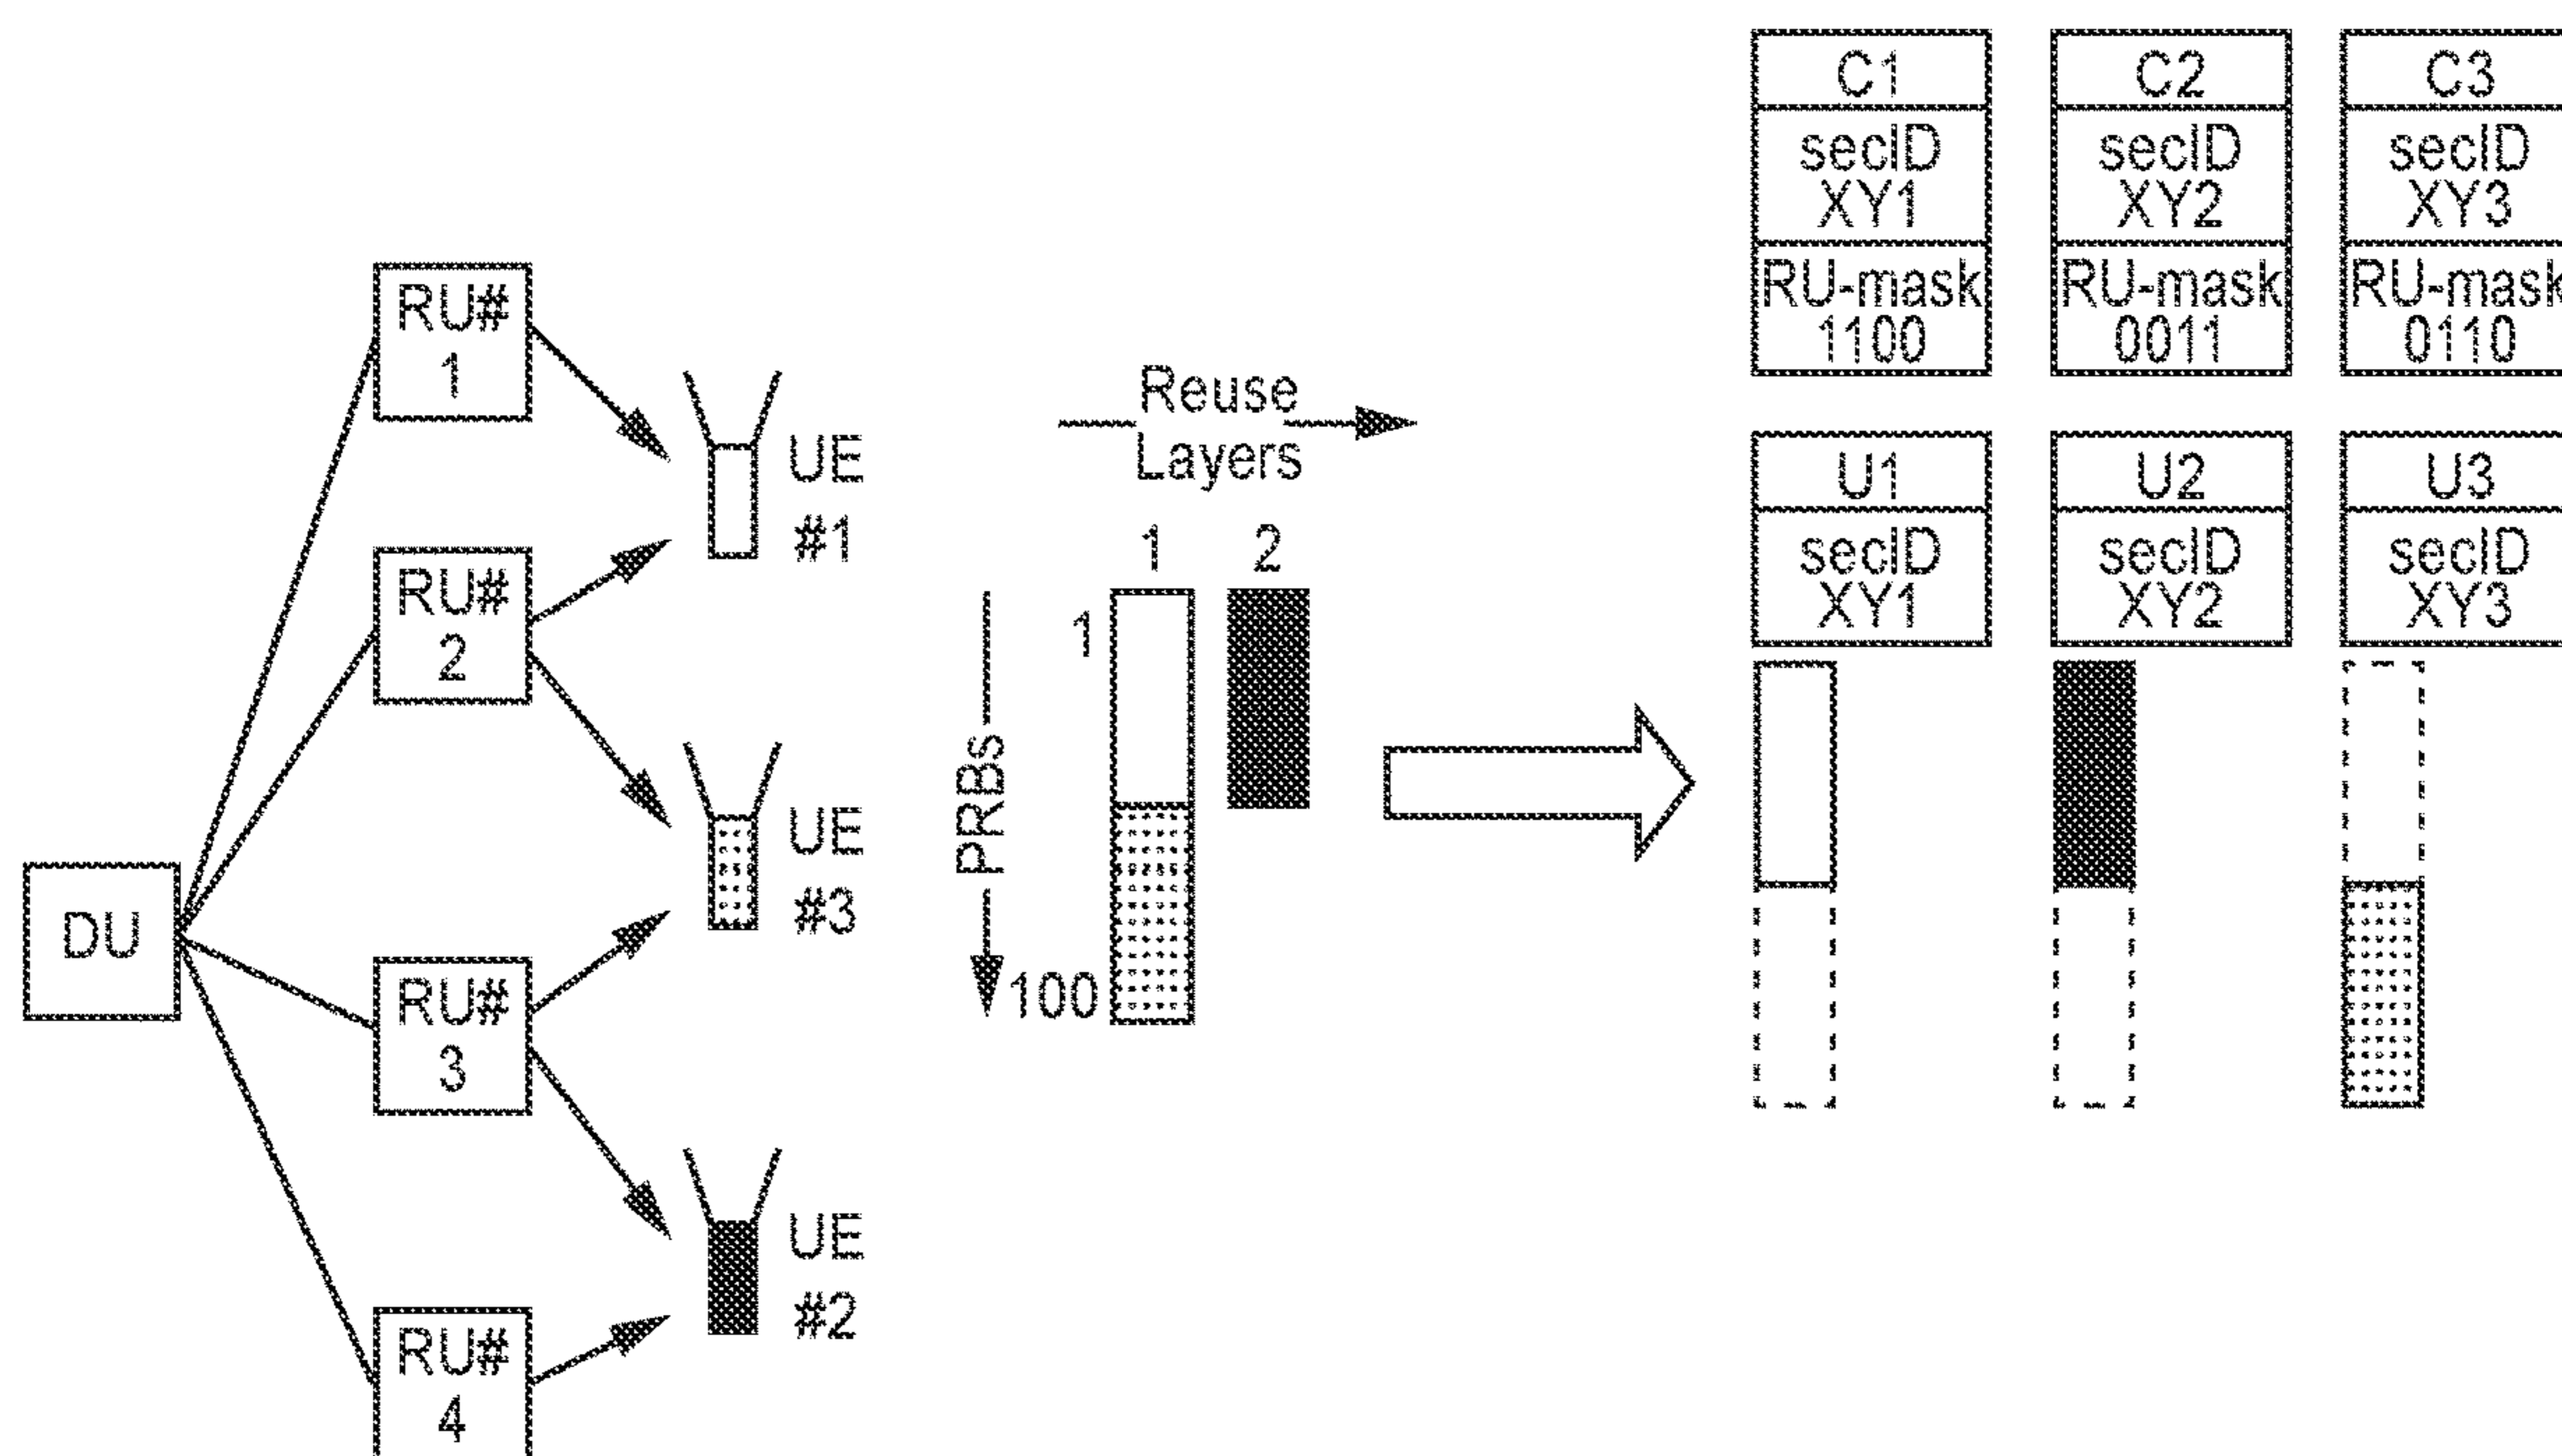 DU
RU#
1
RU#
2
RU#
3
RU#
4
UE
#1
UE
#3
UE
#2
Reuse
Layers
1 2
1
PRBs
100
C1
secID
XY1
RU-mask
1100
C2
secID
XY2
RU-mask
0011
C3
secID
XY3
RU-mask
0110
U1
secID
XY1
U2
secID
XY2
U3
secID
XY3